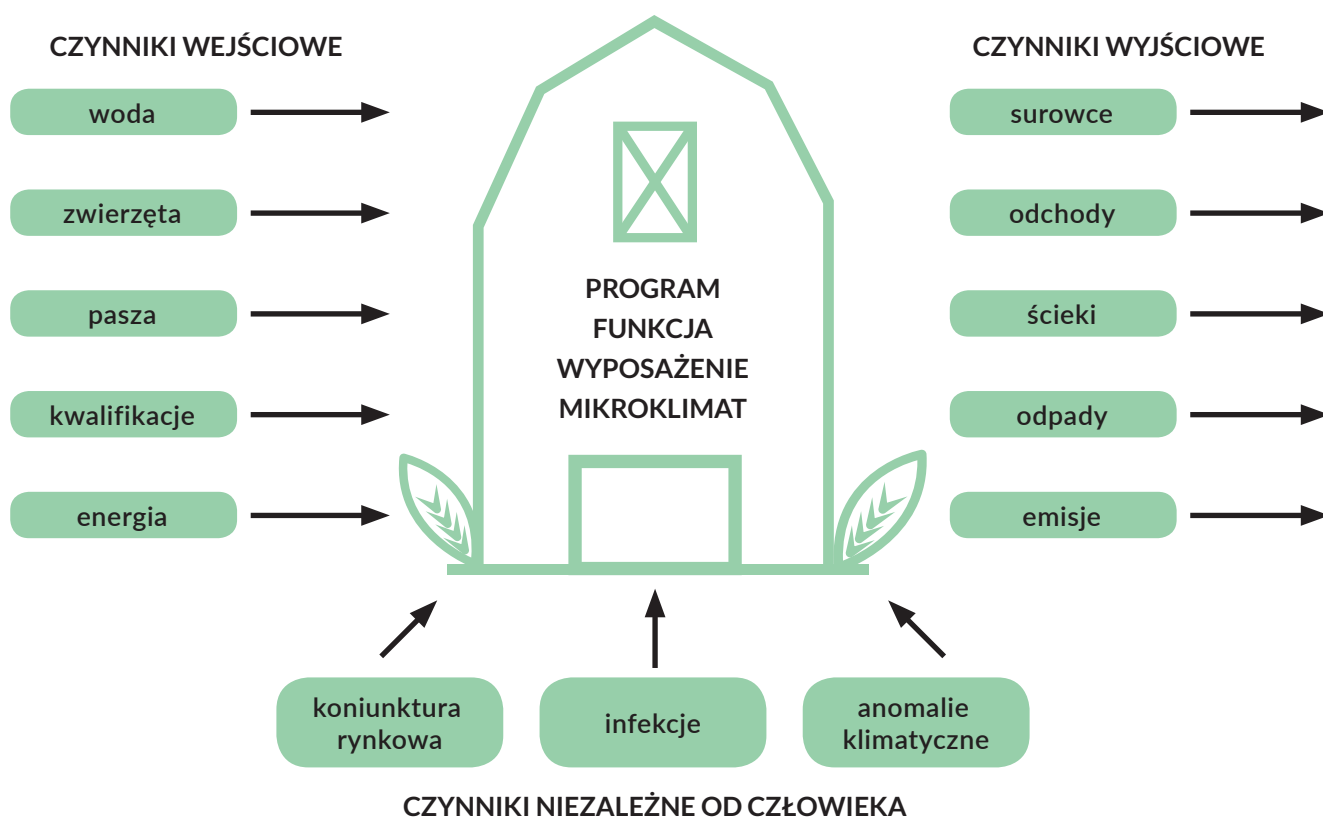 CZYNNIKI WEJŚCIOWE
woda
zwierzęta
pasza
kwalifikacje
energia
PROGRAM
FUNKCJA
WYPOSAŻENIE
MIKROKLIMAT
CZYNNIKI WYJŚCIOWE
surowce
odchody
ścieki
odpady
emisje
koniunktura
rynkowa
infekcje
anomalie
klimatyczne
CZYNNIKI NIEZALEŻNE OD CZŁOWIEKA